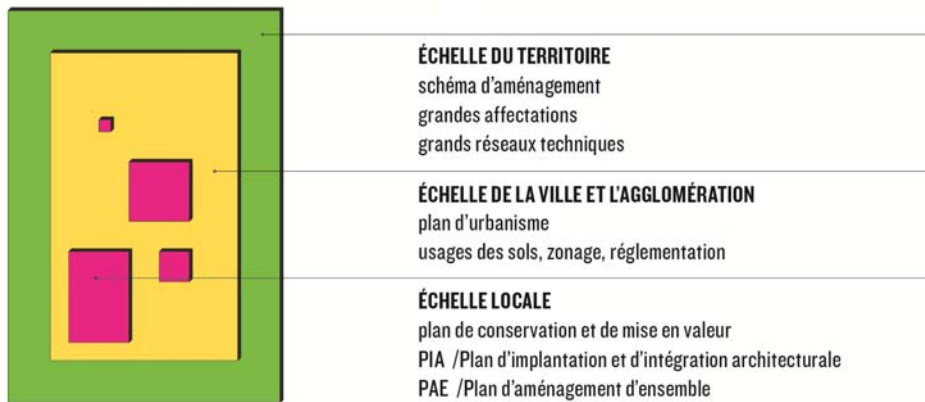 ÉCHELLE DU TERRITOIRE
schéma d’aménagement
grandes affectations
grands réseaux techniques
ÉCHELLE DE LA VILLE ET L’AGGLOMÉRATION
plan d’urbanisme
usages des sols, zonage, réglementation
ÉCHELLE LOCALE
plan de conservation et de mise en valeur
PIA /Plan d’implantation et d’intégration architecturale
PAE /Plan d’aménagement d’ensemble